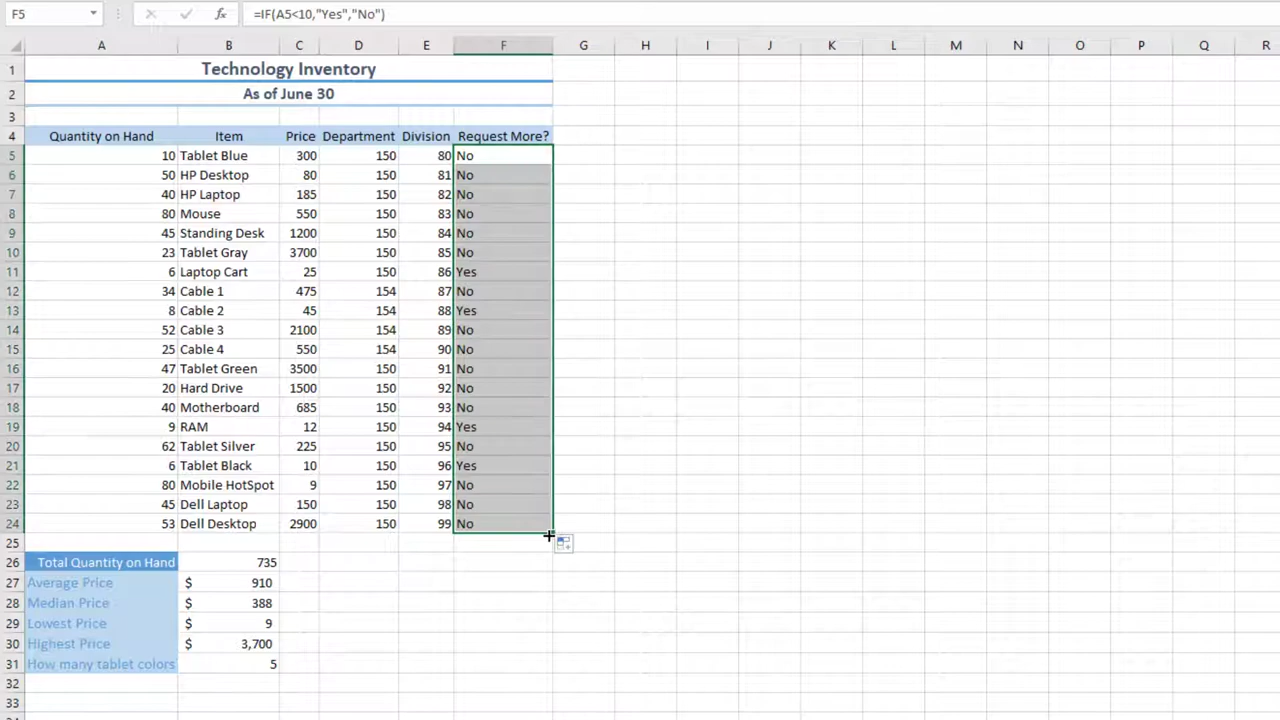 F5 fx =IF(A5<10,"Yes","No")
A B C D E F G H I J K L M N O P Q R
1 Technology Inventory
2 As of June 30
3
4 Quantity on Hand Item Price Department Division Request More?
5 10 Tablet Blue 300 150 80 No
6 50 HP Desktop 80 150 81 No
7 40 HP Laptop 185 150 82 No
8 80 Mouse 550 150 83 No
9 45 Standing Desk 1200 150 84 No
10 23 Tablet Gray 3700 150 85 No
11 6 Laptop Cart 25 150 86 Yes
12 34 Cable 1 475 154 87 No
13 8 Cable 2 45 154 88 Yes
14 52 Cable 3 2100 154 89 No
15 25 Cable 4 550 154 90 No
16 47 Tablet Green 3500 150 91 No
17 20 Hard Drive 1500 150 92 No
18 40 Motherboard 685 150 93 No
19 9 RAM 12 150 94 Yes
20 62 Tablet Silver 225 150 95 No
21 6 Tablet Black 10 150 96 Yes
22 80 Mobile HotSpot 9 150 97 No
23 45 Dell Laptop 150 150 98 No
24 53 Dell Desktop 2900 150 99 No
25
26 Total Quantity on Hand 735
27 Average Price $ 910
28 Median Price $ 388
29 Lowest Price $ 9
30 Highest Price $ 3,700
31 How many tablet colors 5
32
33